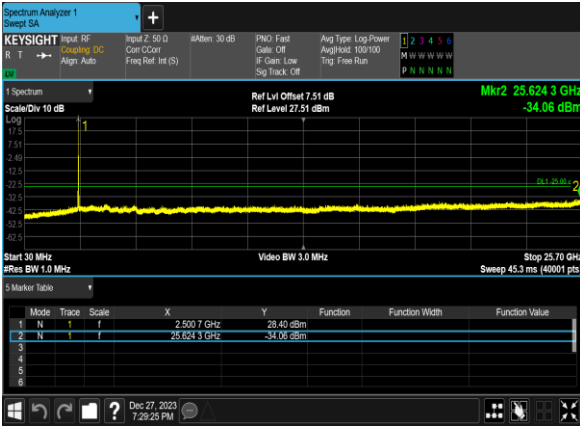 Spectrum Analyzer 1
Swept SA
+
KEYSIGHT Input: RF Input Z: 50 Ω #Atten: 30 dB PNO: Fast Avg Type: Log-Power 1 2 3 4 5 6
R T Coupling: DC Corr CCorr Gate: Off Avg|Hold: 100/100 M W W W W W
Align: Auto Freq Ref: Int (S) IF Gain: Low Trig: Free Run P N N N N N
Sig Track: Off
1 Spectrum
Ref Lvl Offset 7.51 dB Mkr2 25.624 3 GHz
Scale/Div 10 dB Ref Level 27.51 dBm -34.06 dBm
Log
1
17.5
7.51
-2.49
-12.5
-22.5 DL1 -25.00 2
-32.5
-42.5
-52.5
-62.5
Start 30 MHz Video BW 3.0 MHz Stop 25.70 GHz
#Res BW 1.0 MHz Sweep 45.3 ms (40001 pts
5 Marker Table
Mode Trace Scale X Y Function Function Width Function Value
1 N 1 f 2.500 7 GHz 28.40 dBm
2 N 1 f 25.624 3 GHz -34.06 dBm
3
4
5
6
? Dec 27, 2023
7:29:25 PM